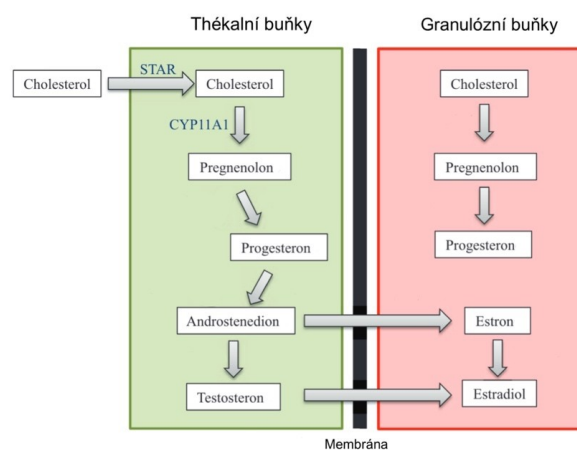 Thékalní buňky
Granulózní buňky
STAR
Cholesterol
Cholesterol
Cholesterol
CYP11A1
Pregnenolon
Pregnenolon
Progesteron
Progesteron
Androstenedion
Estron
Testosteron
Estradiol
Membrána